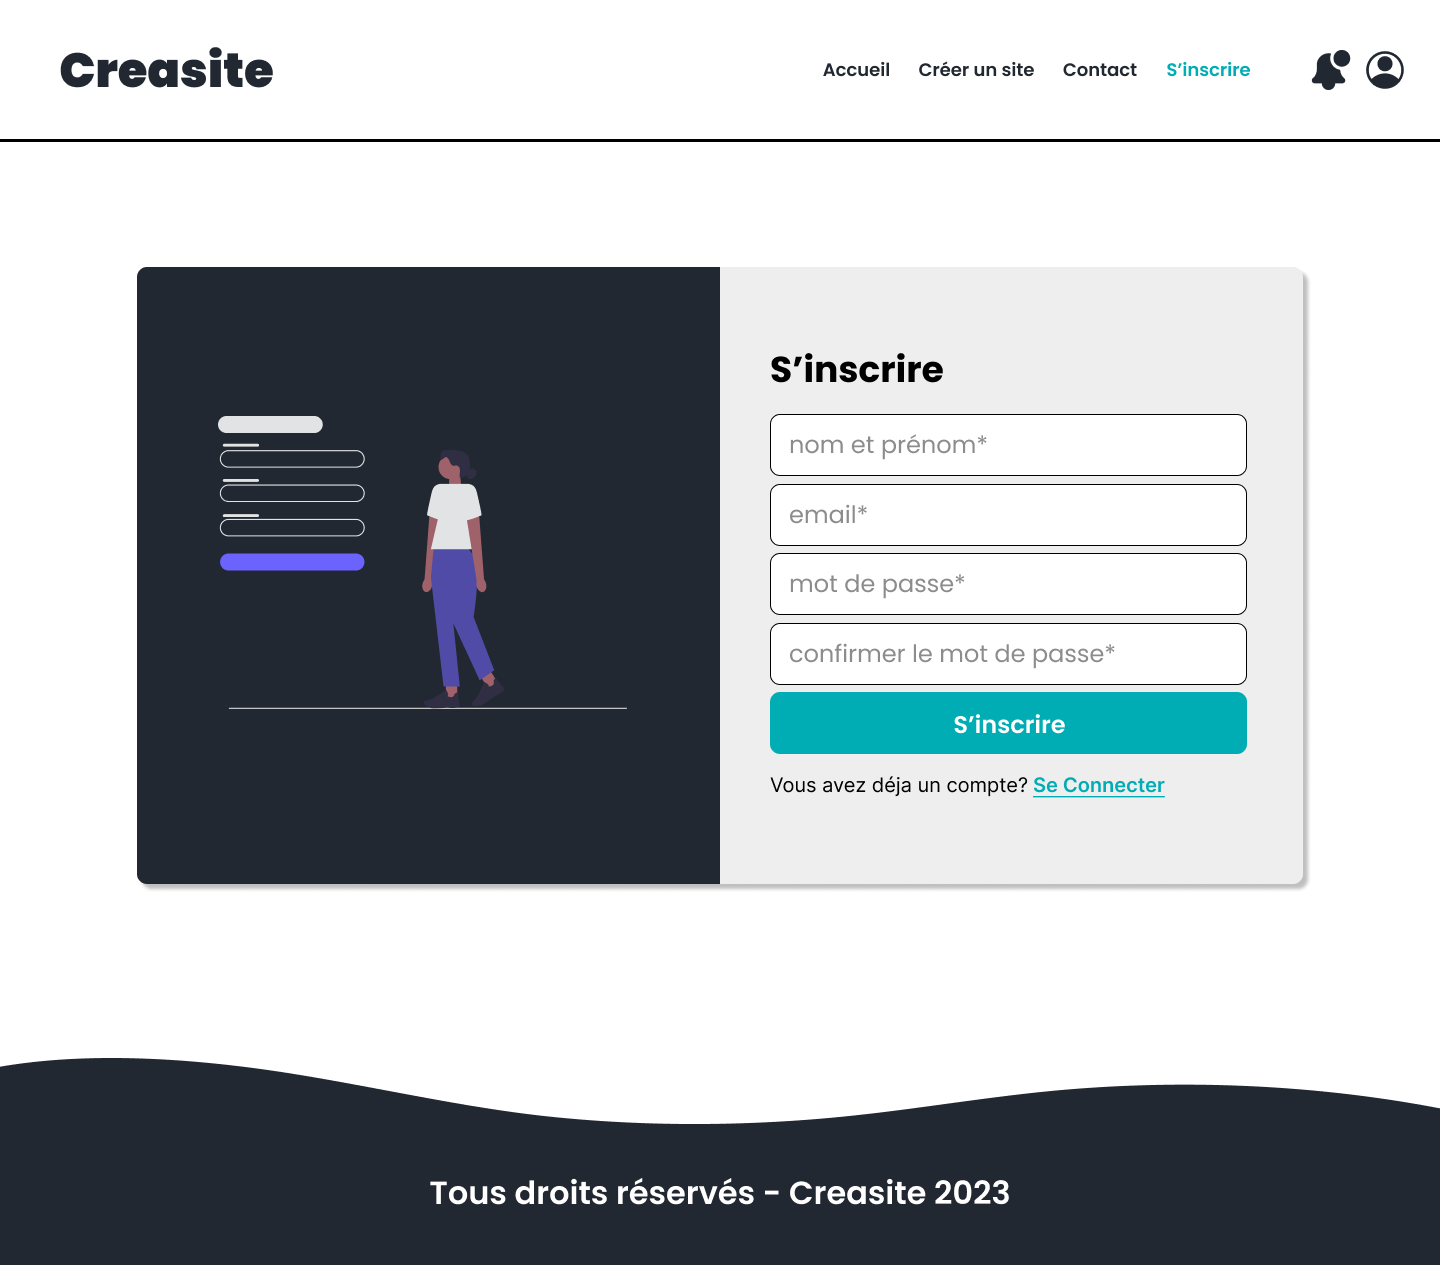 Creasite
Accueil Créer un site Contact S’inscrire
S’inscrire
nom et prénom*
email*
mot de passe*
confirmer le mot de passe*
S’inscrire
Vous avez déja un compte? Se Connecter
Tous droits réservés - Creasite 2023